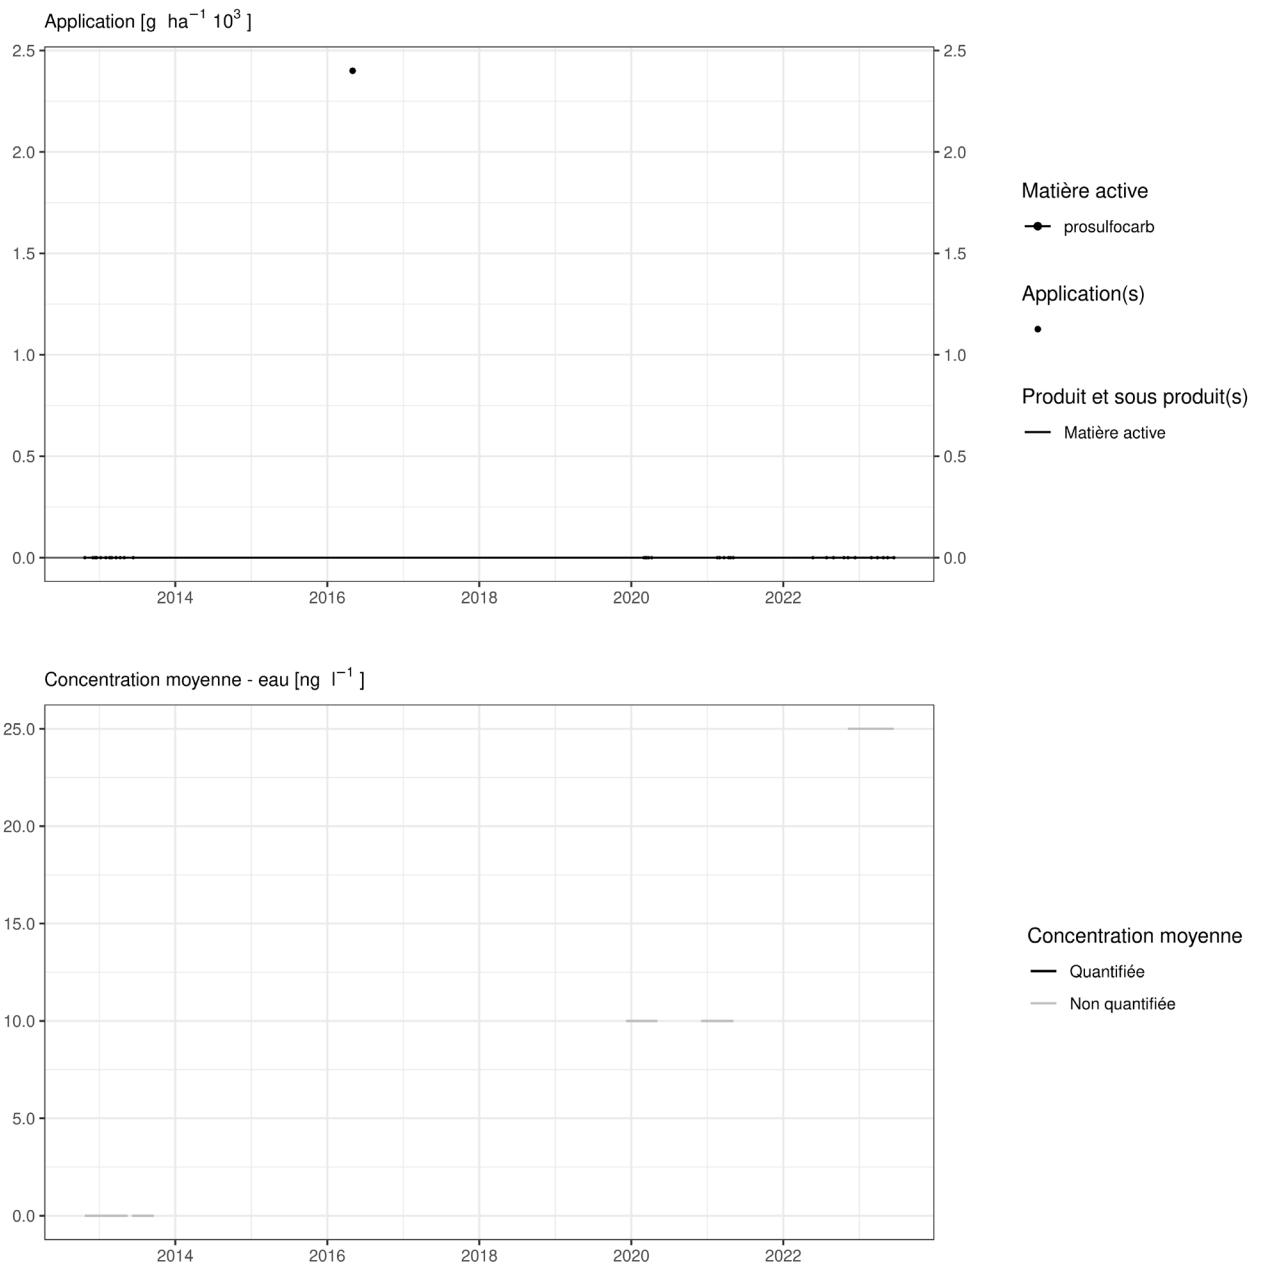 Application [g ha⁻¹ 10³ ]
2.5
2.0
1.5
1.0
0.5
0.0
2.5
2.0
1.5
1.0
0.5
0.0
2014 2016 2018 2020 2022
Matière active
prosulfocarb
Application(s)
Produit et sous produit(s)
Matière active
Concentration moyenne - eau [ng l⁻¹ ]
25.0
20.0
15.0
10.0
5.0
0.0
2014 2016 2018 2020 2022
Concentration moyenne
Quantifiée
Non quantifiée